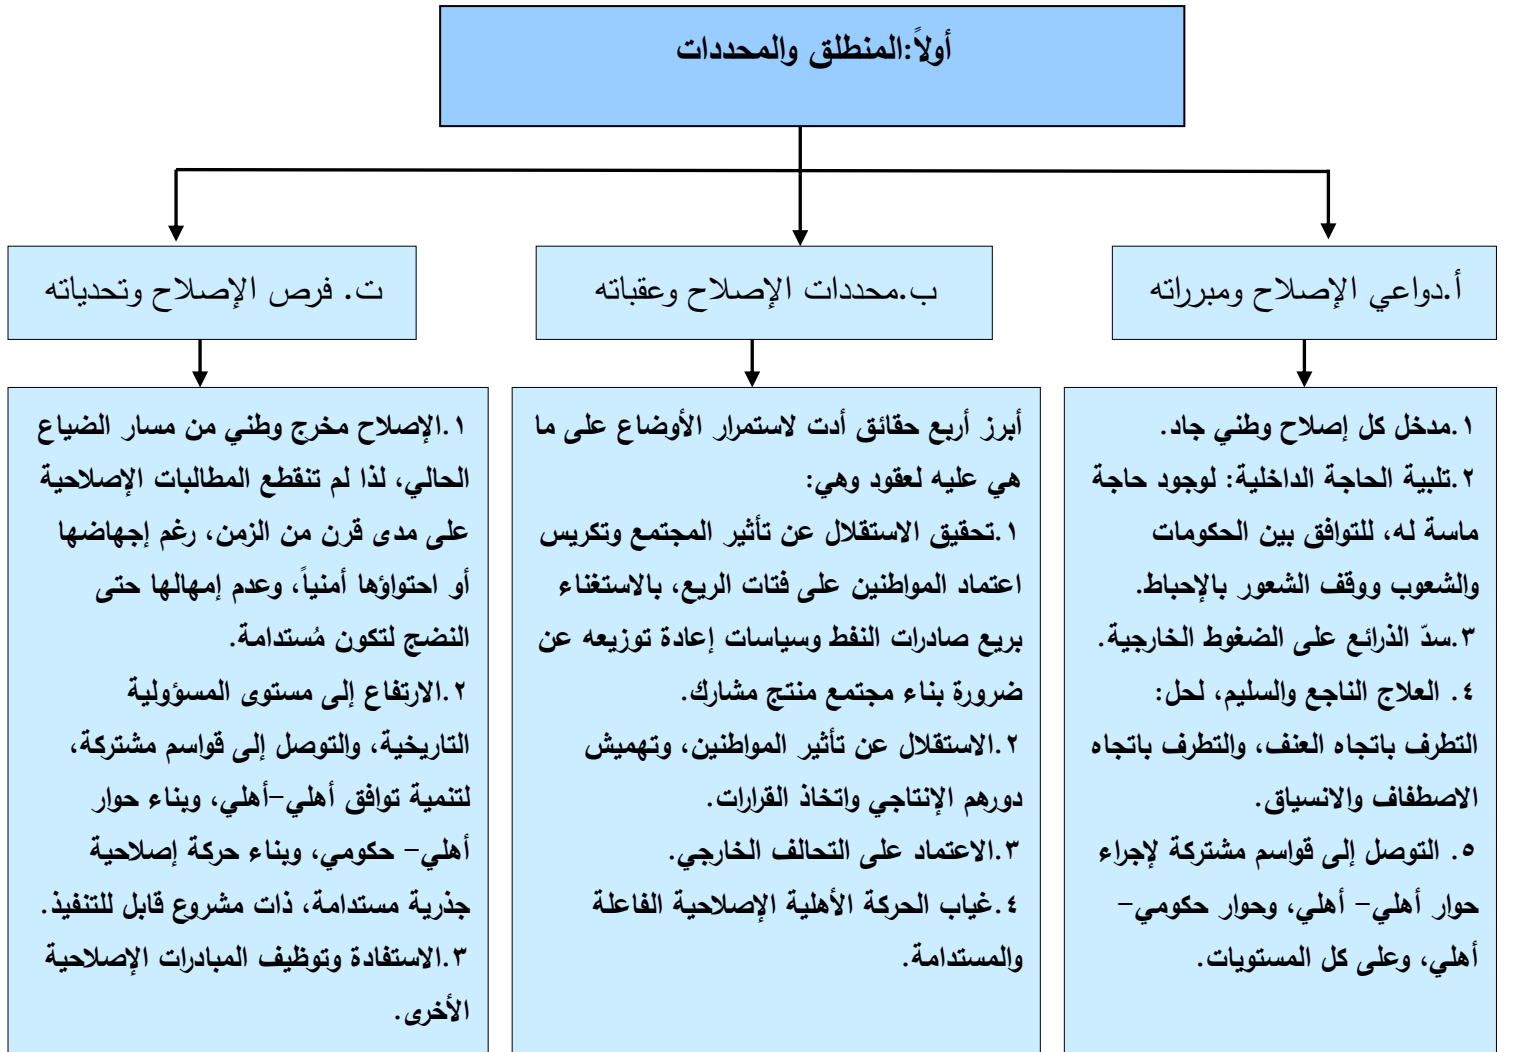 أولاً:المنطلق والمحددات
أ.دواعي الإصلاح ومبرراته
ب.محددات الإصلاح وعقباته
ت. فرص الإصلاح وتحدياته
١.مدخل كل إصلاح وطني جاد.
٢.تلبية الحاجة الداخلية: لوجود حاجة
ماسة له، للتوافق بين الحكومات
والشعوب ووقف الشعور بالإحباط.
٣.سدّ الذرائع على الضغوط الخارجية.
٤. العلاج الناجع والسليم، لحل:
التطرف باتجاه العنف، والتطرف باتجاه
الاصطفاف والانسياق.
٥. التوصل إلى قواسم مشتركة لإجراء
حوار أهلي– أهلي، وحوار حكومي–
أهلي، وعلى كل المستويات.
أبرز أربع حقائق أدت لاستمرار الأوضاع على ما
هي عليه لعقود وهي:
١.تحقيق الاستقلال عن تأثير المجتمع وتكريس
اعتماد المواطنين على فتات الريع، بالاستغناء
بريع صادرات النفط وسياسات إعادة توزيعه عن
ضرورة بناء مجتمع منتج مشارك.
٢.الاستقلال عن تأثير المواطنين، وتهميش
دورهم الإنتاجي واتخاذ القرارات.
٣.الاعتماد على التحالف الخارجي.
٤.غياب الحركة الأهلية الإصلاحية الفاعلة
والمستدامة.
١.الإصلاح مخرج وطني من مسار الضياع
الحالي، لذا لم تنقطع المطالبات الإصلاحية
على مدى قرن من الزمن، رغم إجهاضها
أو احتواؤها أمنياً، وعدم إمهالها حتى
النضج لتكون مُستدامة.
٢.الارتفاع إلى مستوى المسؤولية
التاريخية، والتوصل إلى قواسم مشتركة،
لتنمية توافق أهلي–أهلي، وبناء حوار
أهلي– حكومي، وبناء حركة إصلاحية
جذرية مستدامة، ذات مشروع قابل للتنفيذ.
٣.الاستفادة وتوظيف المبادرات الإصلاحية
الأخرى.